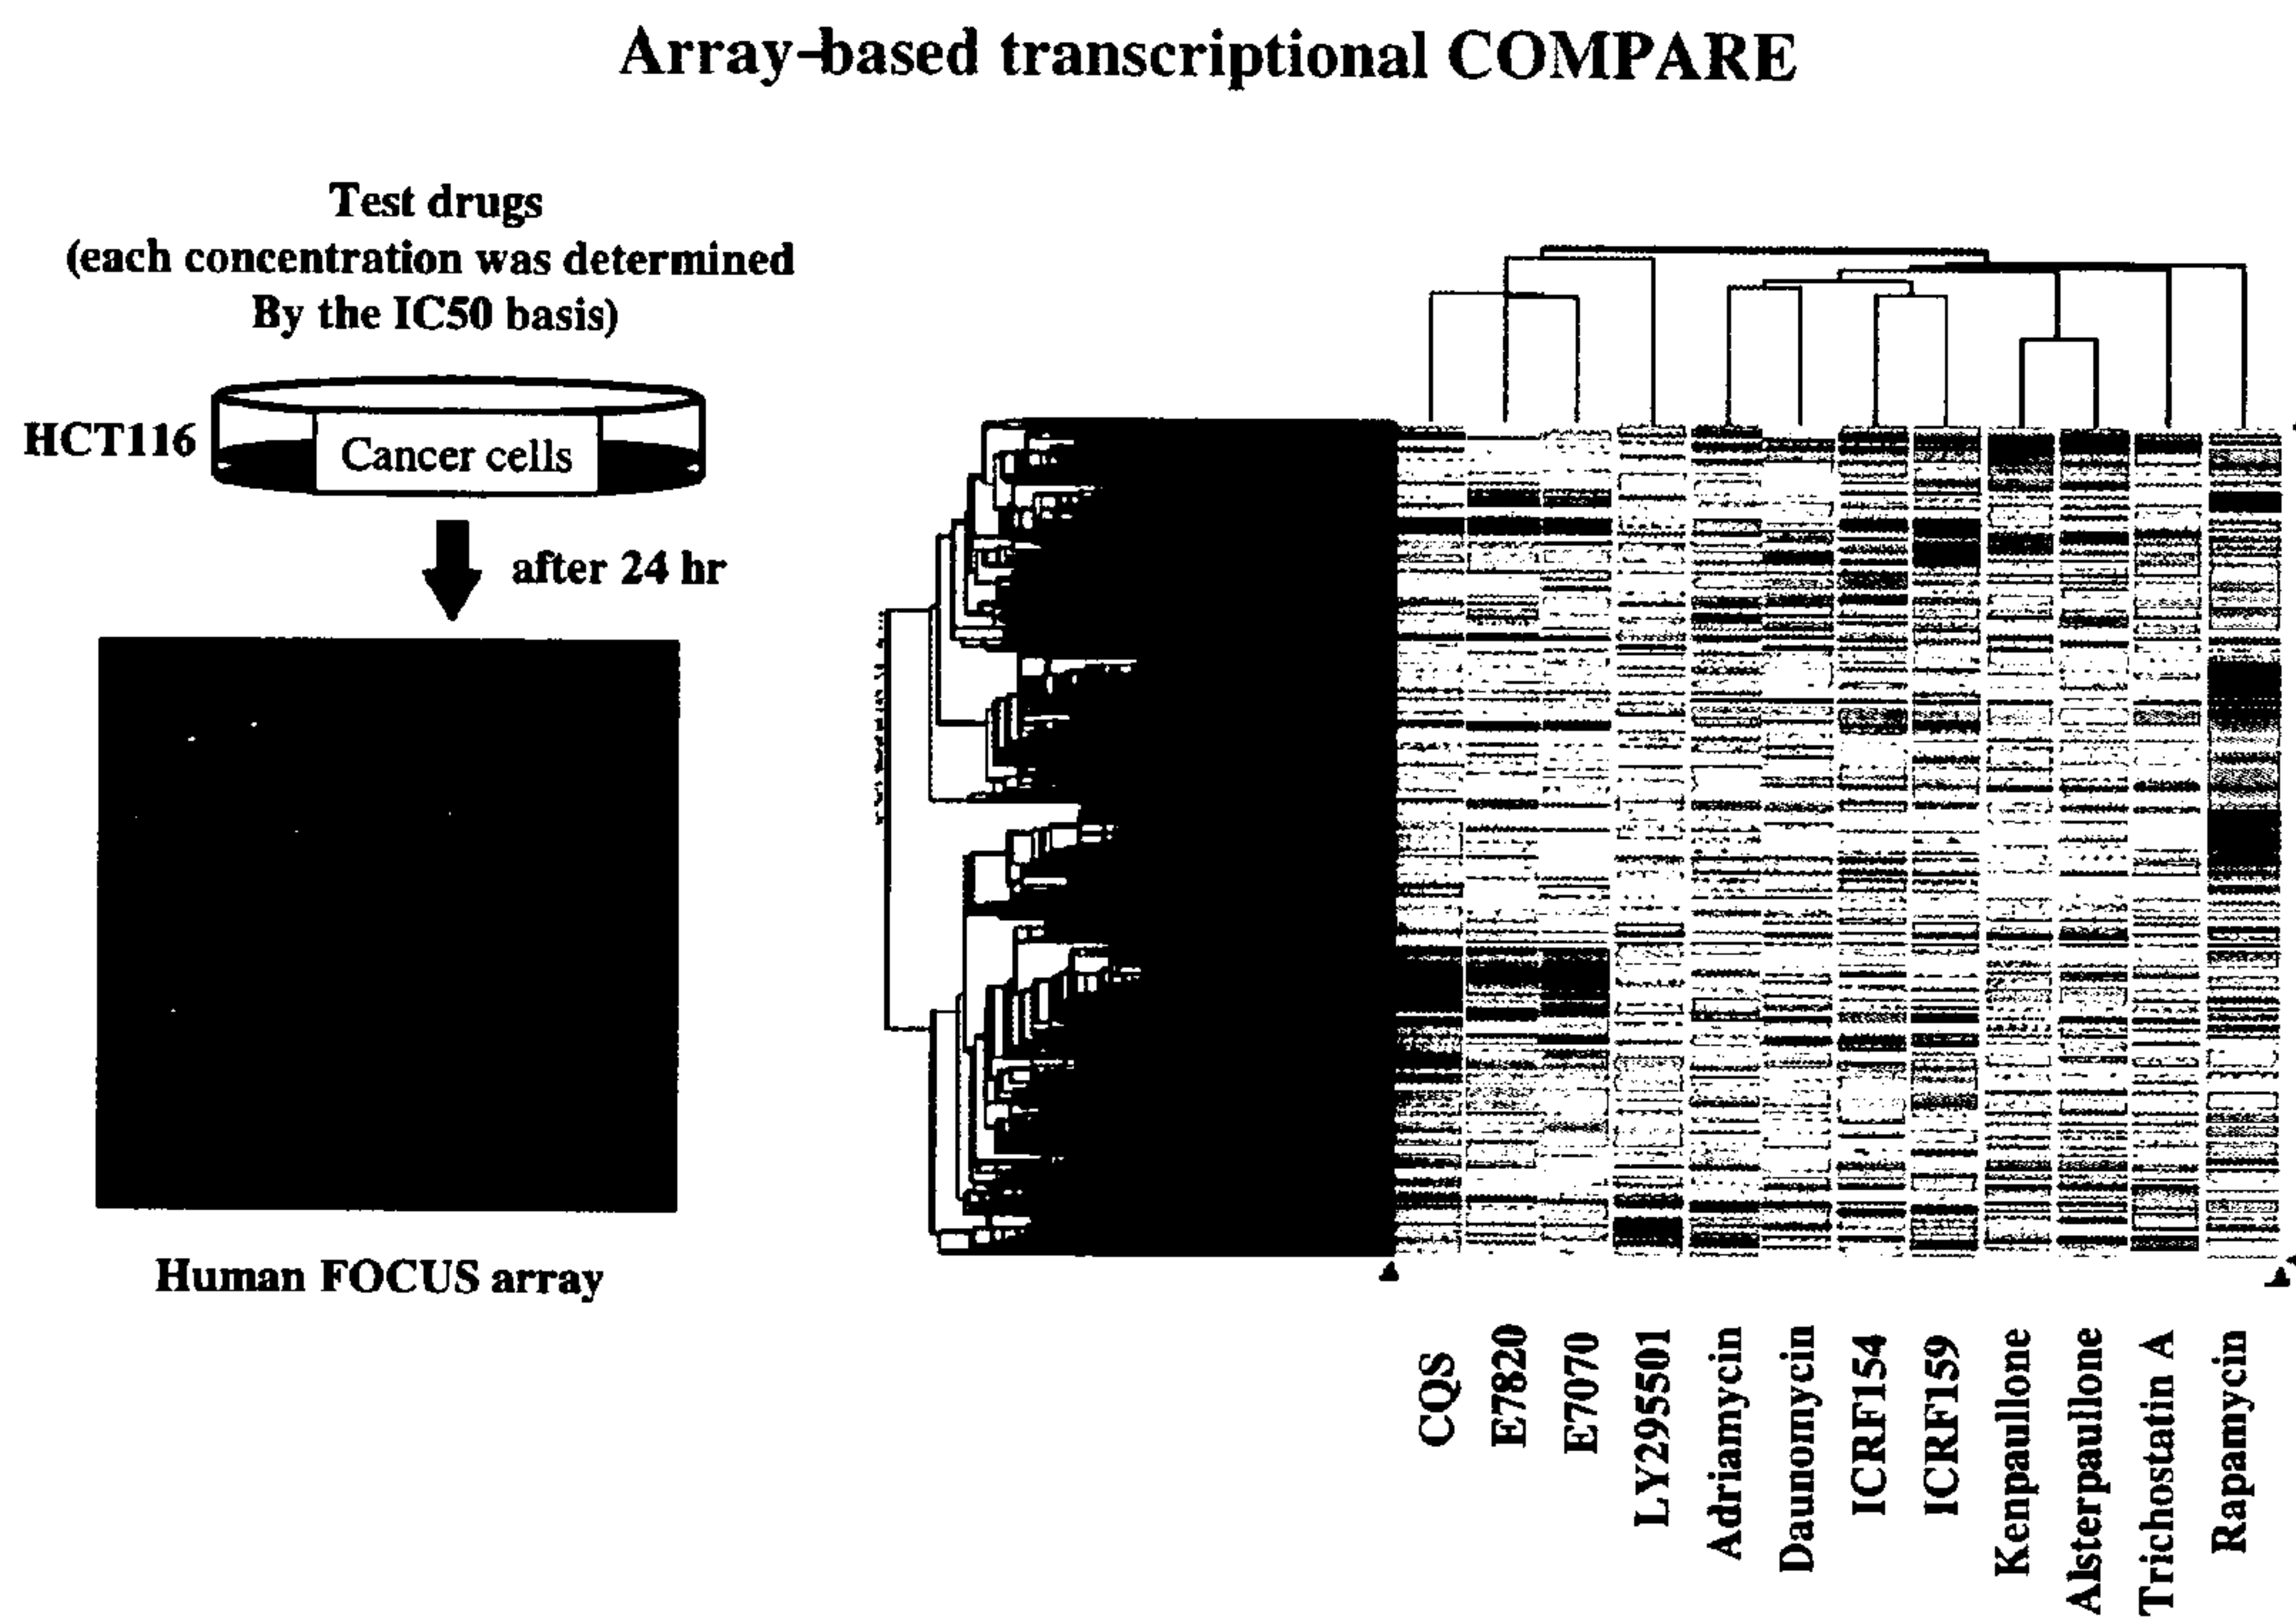 Array-based transcriptional COMPARE
Test drugs
(each concentration was determined
By the IC50 basis)
HCT116
Cancer cells
after 24 hr
Human FOCUS array
CQS
E7820
E7070
LY295501
Adriamycin
Daunomycin
ICRF154
ICRF159
Kenpaullone
Alsterpaullone
Trichostatin A
Rapamycin